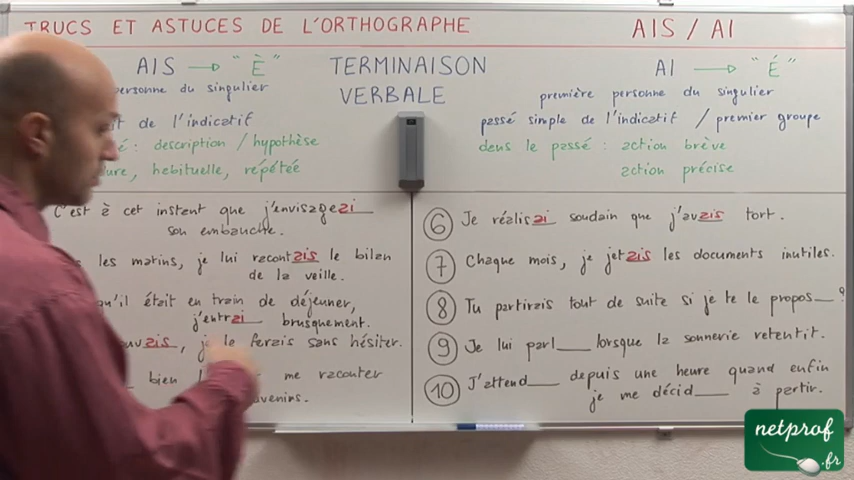 TRUCS ET ASTUCES DE L'ORTHOGRAPHE
AIS / AI
AIS → "È"
personne du singulier
de l'indicatif
description / hypothèse
habituelle, répétée
TERMINAISON
VERBALE
AI → "É"
première personne du singulier
passé simple de l'indicatif / premier groupe
dans le passé : action brève
action précise
C'est à cet instant que j'envisageai
son embauche.
les matins, je lui racontais le bilan
de la veille.
qu'il était en train de déjeuner,
j'entrai brusquement.
ais, je le ferais sans hésiter.
bien me raconter
6 Je réalisai soudain que j'avais tort.
7 Chaque mois, je jetais les documents inutiles.
8 Tu partirais tout de suite si je te le propos___ ?
9 Je lui parl___ lorsque la sonnerie retentit.
10 J'attend___ depuis une heure quand enfin
je me décid___ à partir.
netprof
.fr